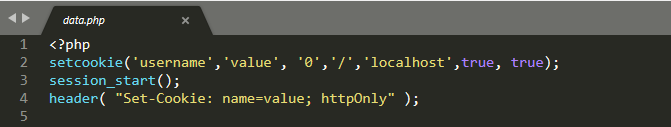 data.php ×
1 <?php
2 setcookie('username','value', '0','/','localhost',true, true);
3 session_start();
4 header( "Set-Cookie: name=value; httpOnly" );
5